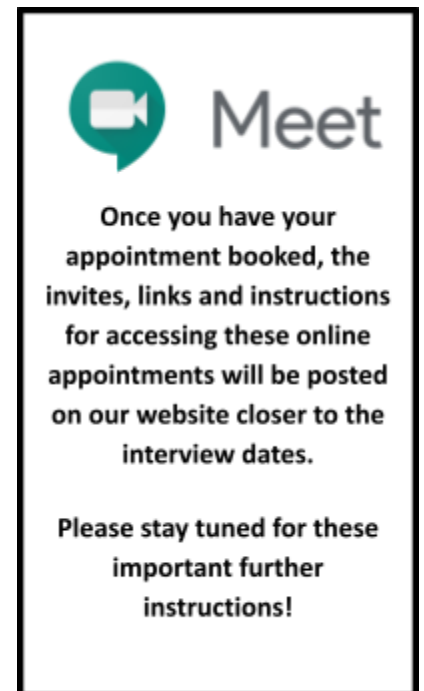 Meet
Once you have your
appointment booked, the
invites, links and instructions
for accessing these online
appointments will be posted
on our website closer to the
interview dates.
Please stay tuned for these
important further
instructions!